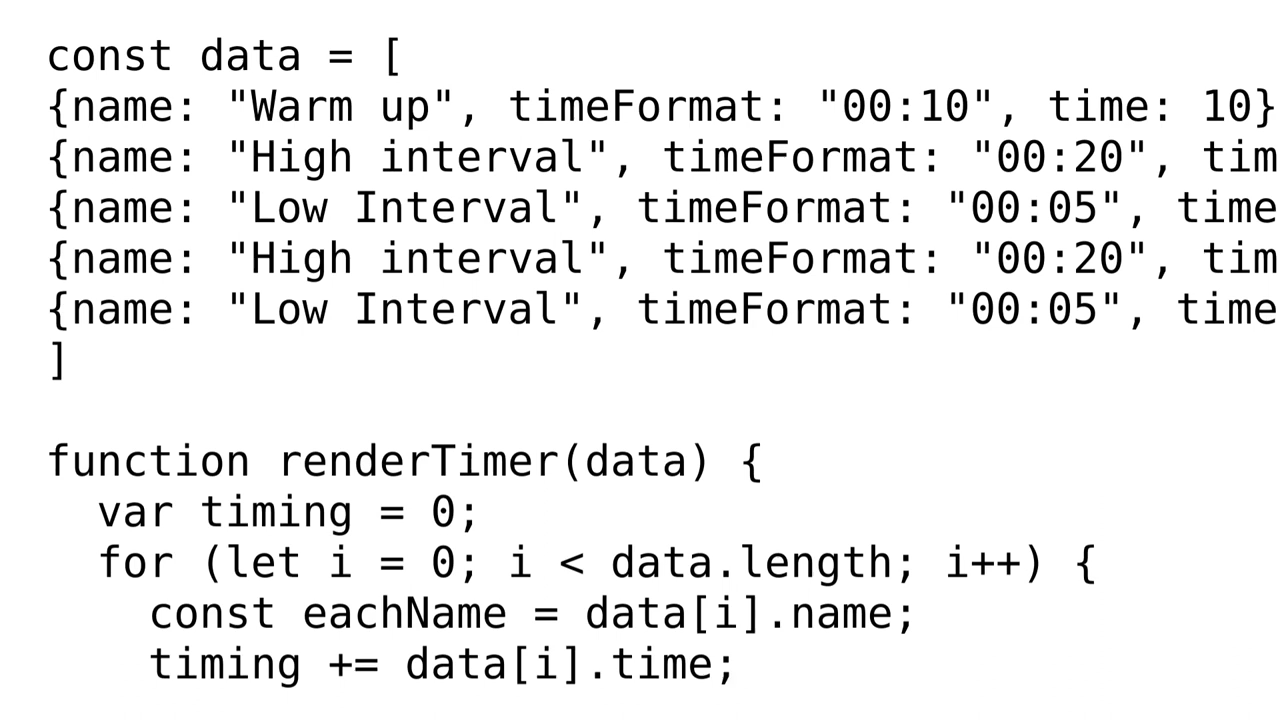 const data = [
{name: "Warm up", timeFormat: "00:10", time: 10}
{name: "High interval", timeFormat: "00:20", tim
{name: "Low Interval", timeFormat: "00:05", time
{name: "High interval", timeFormat: "00:20", tim
{name: "Low Interval", timeFormat: "00:05", time
]

function renderTimer(data) {
  var timing = 0;
  for (let i = 0; i < data.length; i++) {
    const eachName = data[i].name;
    timing += data[i].time;